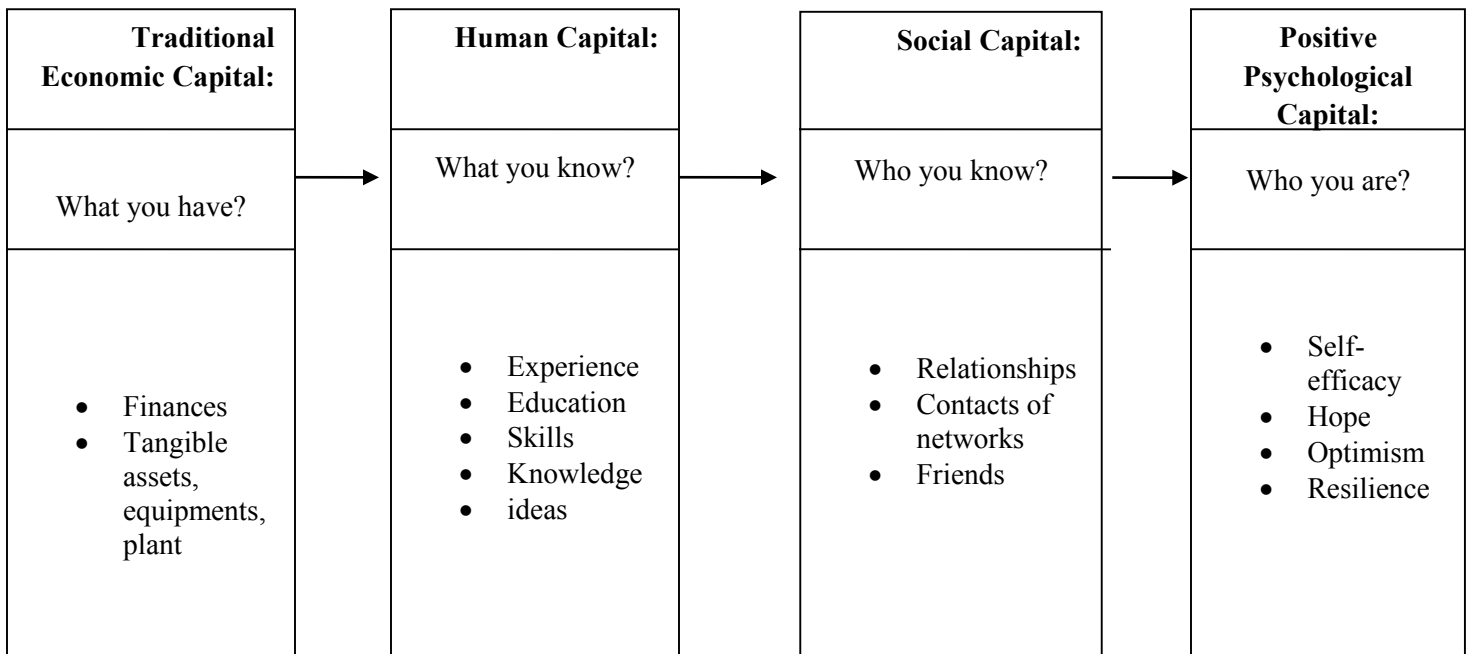 Traditional
Economic Capital:
What you have?
• Finances
• Tangible
assets,
equipments,
plant
Human Capital:
What you know?
• Experience
• Education
• Skills
• Knowledge
• ideas
Social Capital:
Who you know?
• Relationships
• Contacts of
networks
• Friends
Positive
Psychological
Capital:
Who you are?
• Self-
efficacy
• Hope
• Optimism
• Resilience